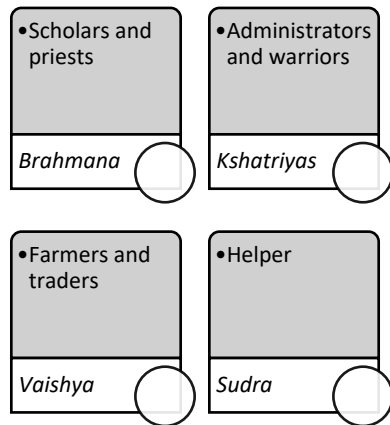 •Scholars and
priests
Brahmana
•Administrators
and warriors
Kshatriyas
•Farmers and
traders
Vaishya
•Helper
Sudra